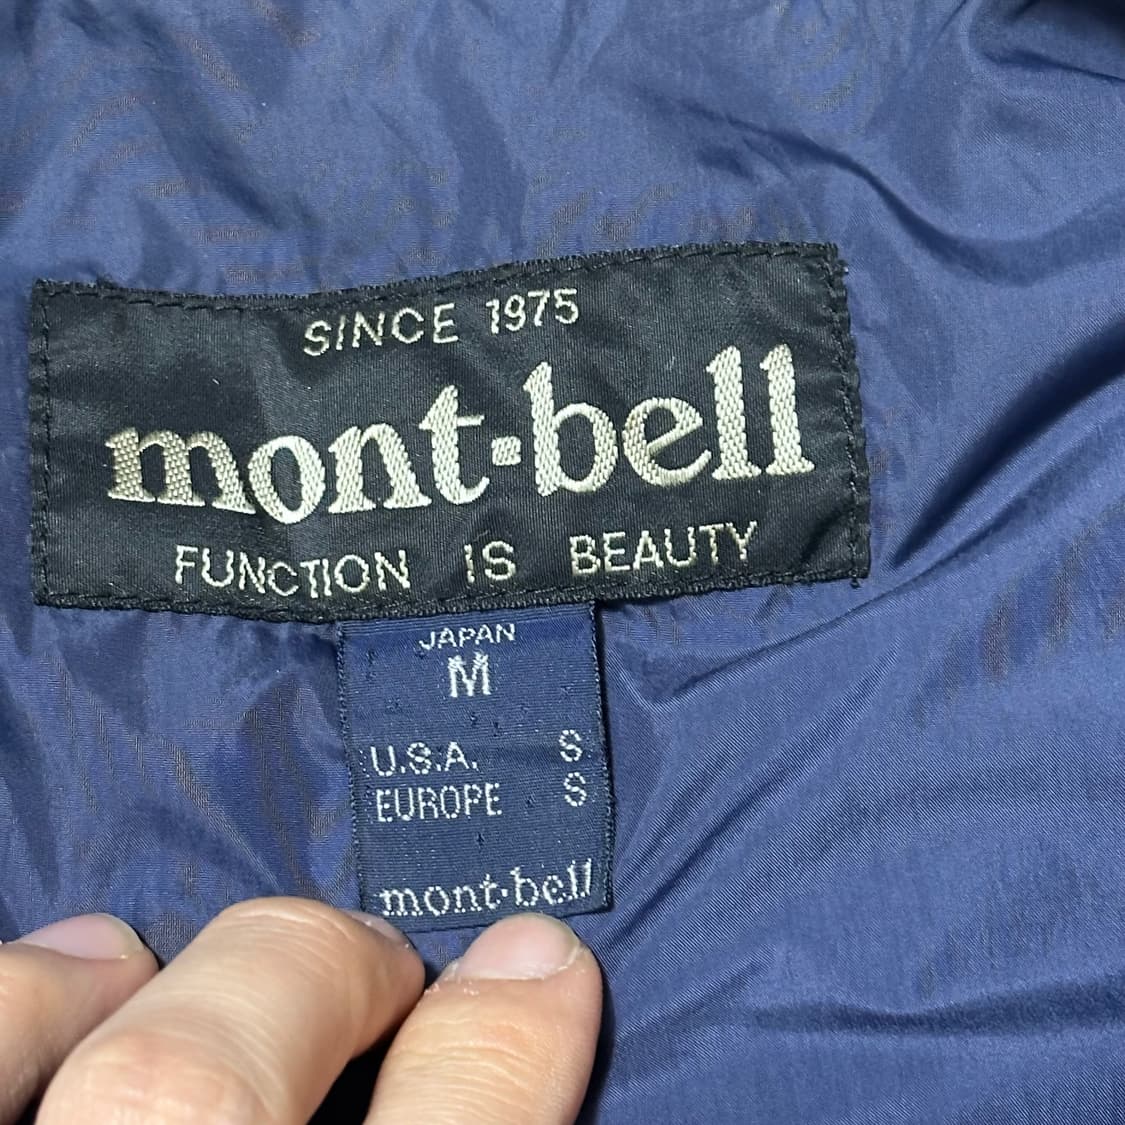 SINCE 1975
mont-bell
FUNCTION IS BEAUTY
JAPAN
M
U.S.A. S
EUROPE S
mont-bell